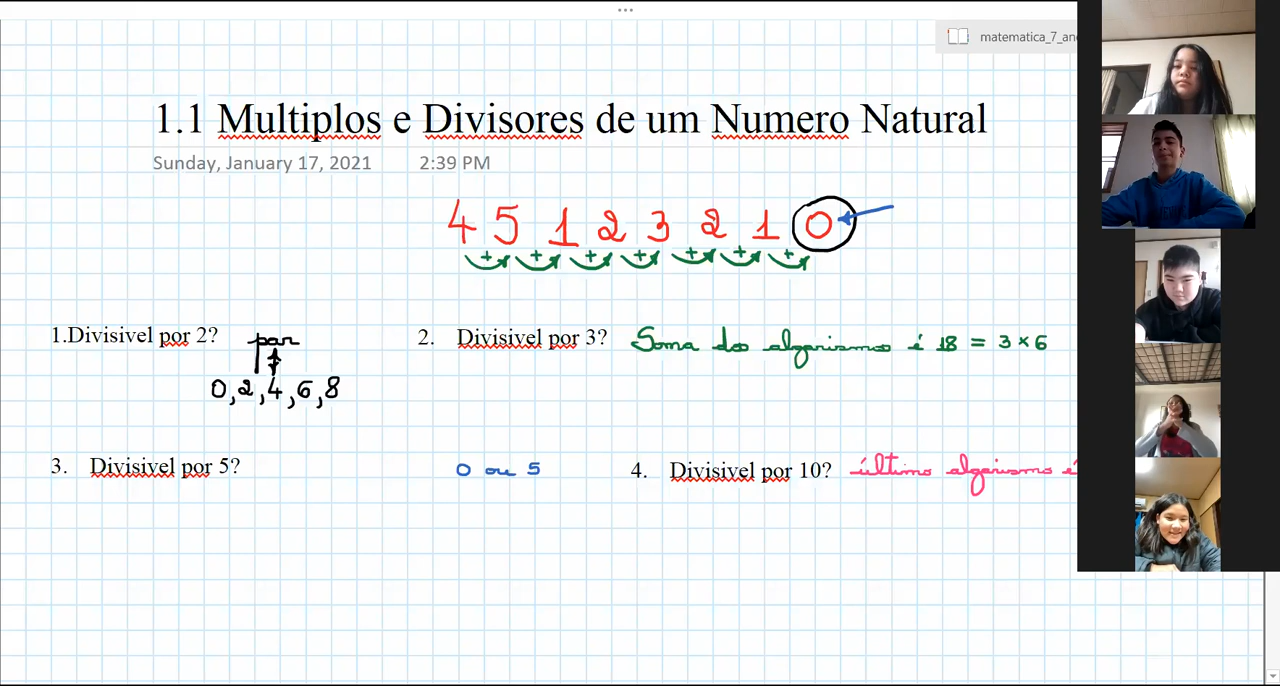 matematica_7_an
1.1 Multiplos e Divisores de um Numero Natural
Sunday, January 17, 2021 2:39 PM
4 5 1 2 3 2 1 0
+ + + + + + +
1.Divisivel por 2? par
0, 2, 4, 6, 8
2. Divisivel por 3? Soma dos algarismos é 18 = 3 × 6
3. Divisivel por 5? 0 ou 5
4. Divisivel por 10? último algarismo é